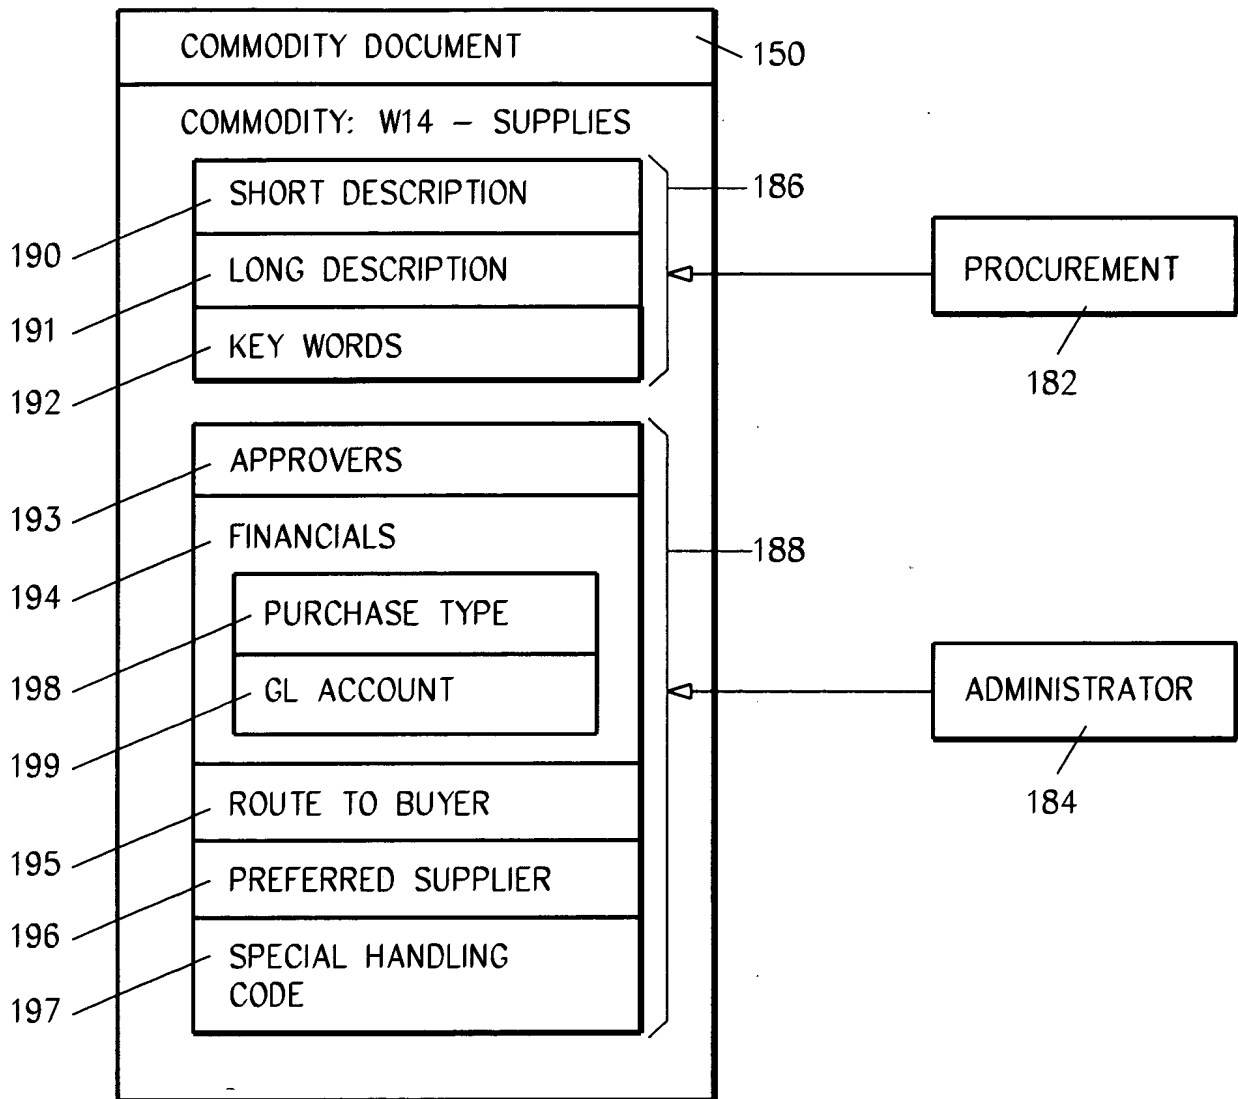 COMMODITY DOCUMENT
150
COMMODITY: W14 – SUPPLIES
SHORT DESCRIPTION
186
190
LONG DESCRIPTION
PROCUREMENT
191
KEY WORDS
182
192
APPROVERS
193
FINANCIALS
188
194
PURCHASE TYPE
198
GL ACCOUNT
ADMINISTRATOR
199
ROUTE TO BUYER
184
195
PREFERRED SUPPLIER
196
SPECIAL HANDLING
CODE
197